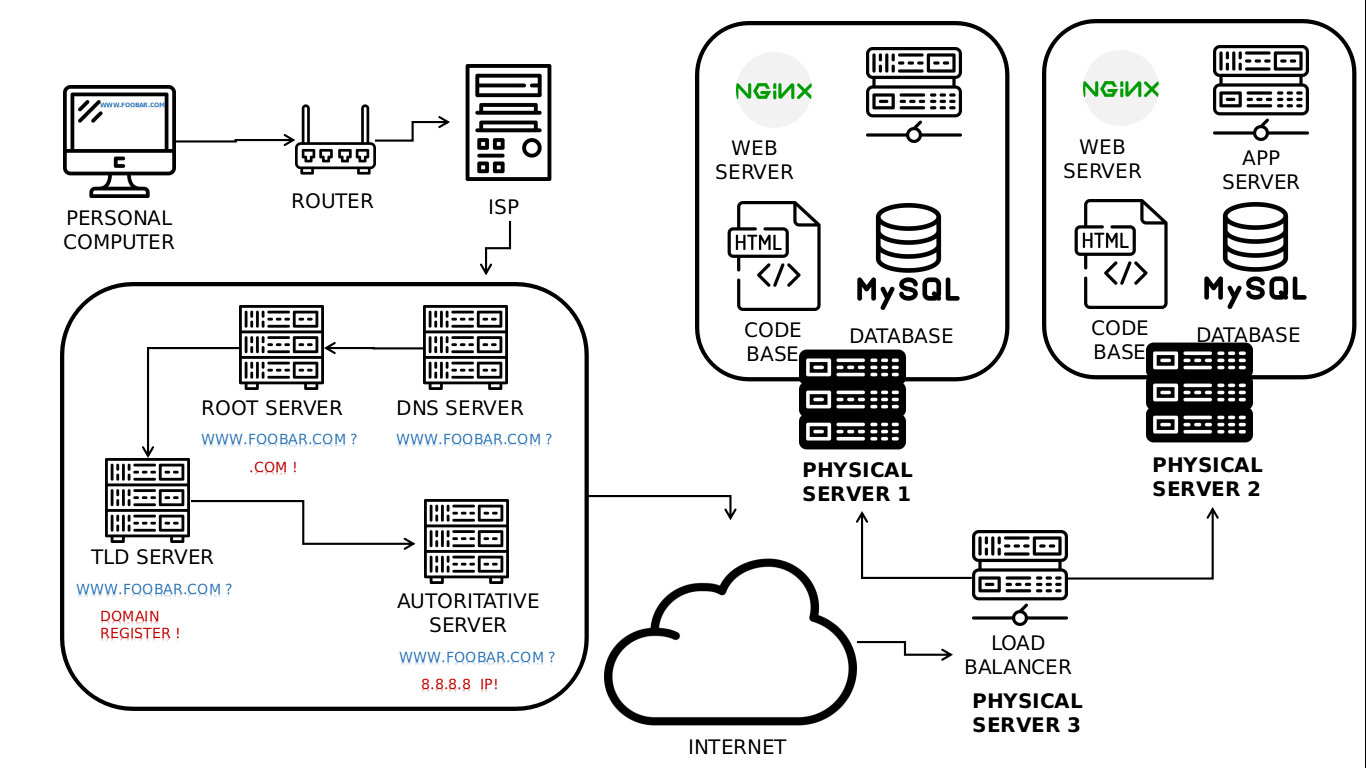 WWW.FOOBAR.COM
PERSONAL
COMPUTER
ROUTER
ISP
ROOT SERVER
WWW.FOOBAR.COM ?
.COM !
DNS SERVER
WWW.FOOBAR.COM ?
TLD SERVER
WWW.FOOBAR.COM ?
DOMAIN
REGISTER !
AUTORITATIVE
SERVER
WWW.FOOBAR.COM ?
8.8.8.8 IP!
INTERNET
NGINX
WEB
SERVER
HTML
</>
CODE
BASE
MySQL
DATABASE
PHYSICAL
SERVER 1
NGINX
WEB
SERVER
APP
SERVER
HTML
</>
CODE
BASE
MySQL
DATABASE
PHYSICAL
SERVER 2
LOAD
BALANCER
PHYSICAL
SERVER 3